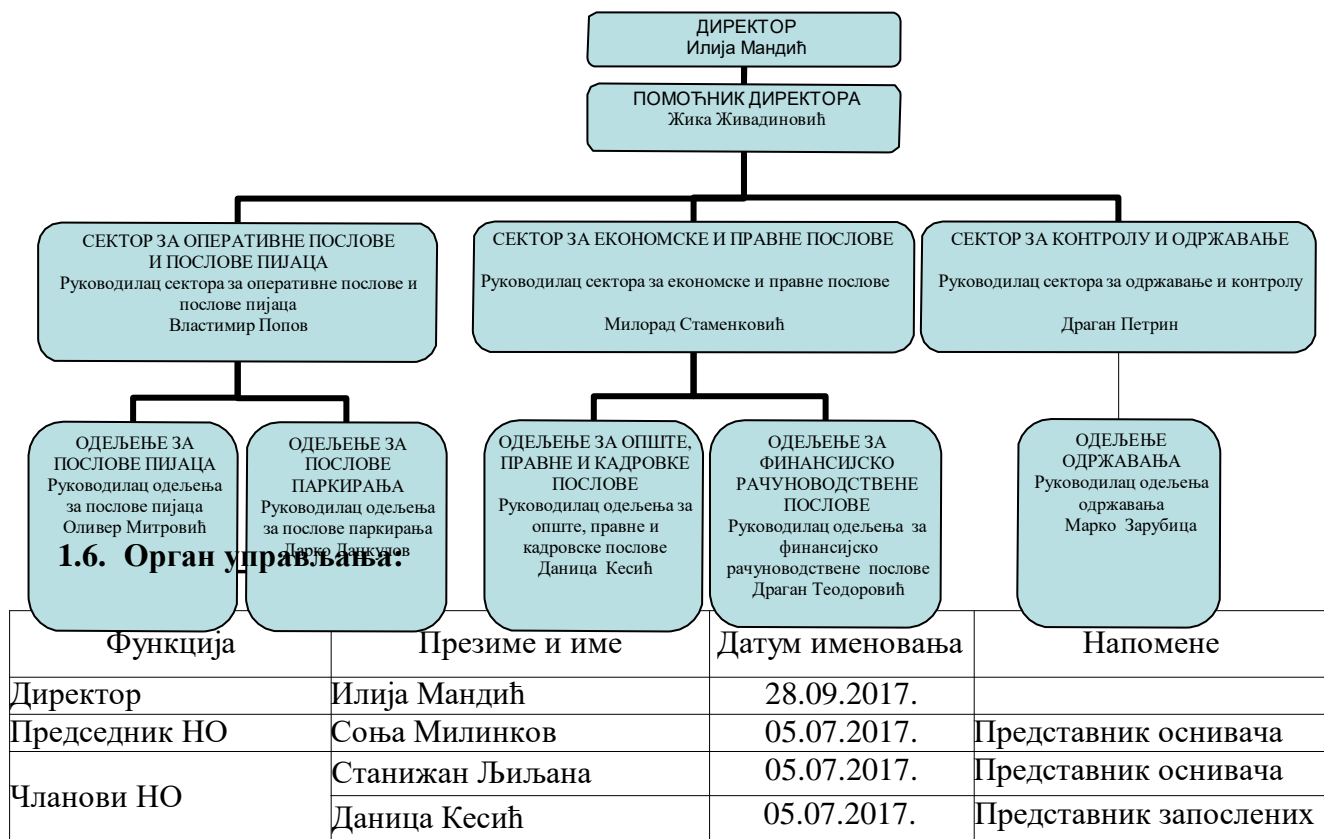 ДИРЕКТОР
Илија Мандић
ПОМОЋНИК ДИРЕКТОРА
Жика Живадиновић
СЕКТОР ЗА ОПЕРАТИВНЕ ПОСЛОВЕ
И ПОСЛОВЕ ПИЈАЦА
Руководилац сектора за оперативне послове и
послове пијаца
Властимир Попов
СЕКТОР ЗА ЕКОНОМСКЕ И ПРАВНЕ ПОСЛОВЕ
Руководилац сектора за економске и правне послове
Милорад Стаменковић
СЕКТОР ЗА КОНТРОЛУ И ОДРЖАВАЊЕ
Руководилац сектора за одржавање и контролу
Драган Петрин
ОДЕЉЕЊЕ ЗА
ПОСЛОВЕ ПИЈАЦА
Руководилац одељења
за послове пијаца
Оливер Митровић
ОДЕЉЕЊЕ ЗА
ПОСЛОВЕ
ПАРКИРАЊА
Руководилац одељења
за послове паркирања
Дарко
ОДЕЉЕЊЕ ЗА ОПШТЕ,
ПРАВНЕ И КАДРОВКЕ
ПОСЛОВЕ
Руководилац одељења за
опште, правне и
кадровске послове
Даница Кесић
ОДЕЉЕЊЕ ЗА
ФИНАНСИЈСКО
РАЧУНОВОДСТВЕНЕ
ПОСЛОВЕ
Руководилац одељења за
финансијско
рачуноводствене послове
Драган Теодоровић
ОДЕЉЕЊЕ
ОДРЖАВАЊА
Руководилац одељења
одржавања
Марко Зарубица
1.6. Орган управљања:
Функција Презиме и име Датум именовања Напомене
Директор Илија Мандић 28.09.2017.
Председник НО Соња Милинков 05.07.2017. Представник оснивача
Чланови НО Станижан Љиљана 05.07.2017. Представник оснивача
Даница Кесић 05.07.2017. Представник запослених